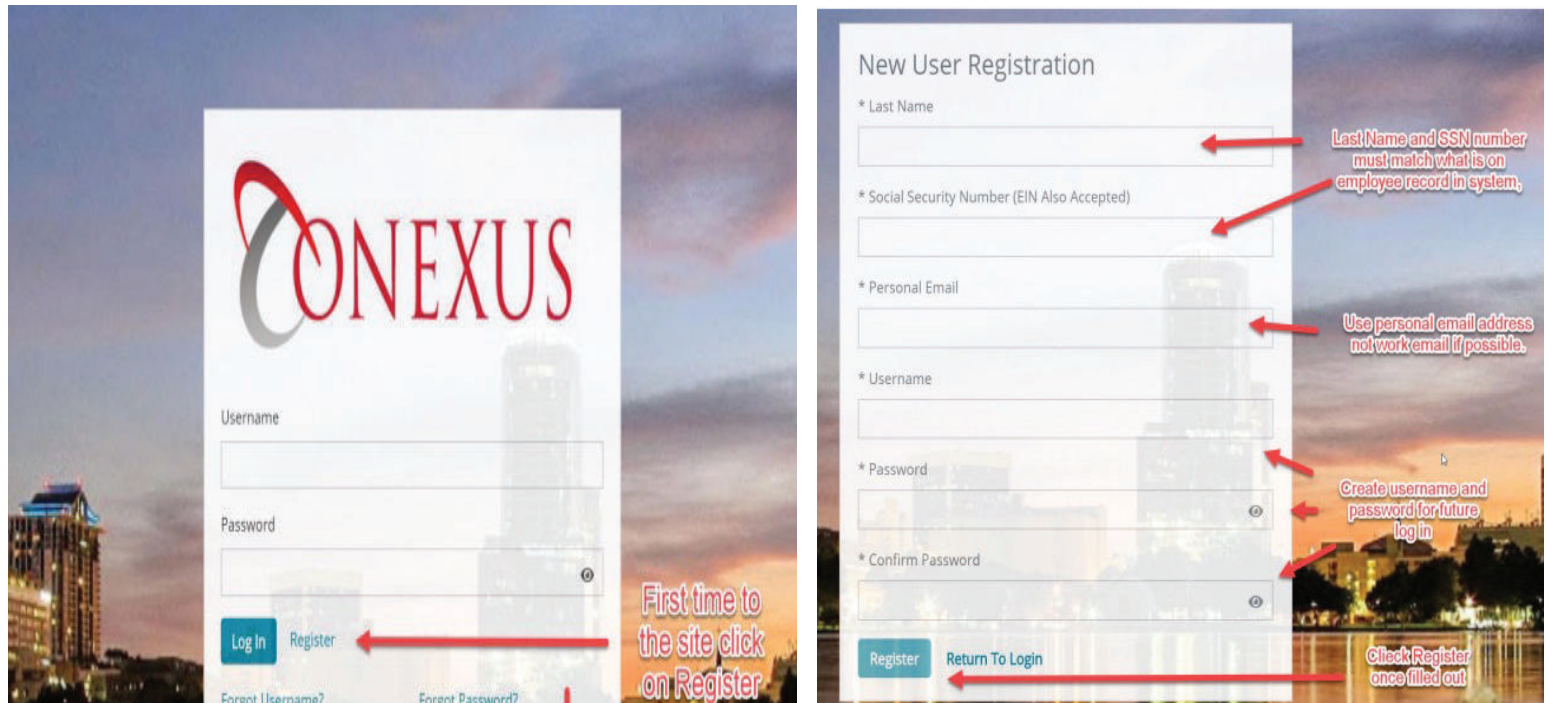 CONEXUS
Username
Password
Log In Register
First time to
the site click
on Register
Forgot Username? Forgot Password?
New User Registration
* Last Name
Last Name and SSN number
must match what is on
employee record in system,
* Social Security Number (EIN Also Accepted)
* Personal Email
Use personal email address
not work email if possible.
* Username
* Password
Create username and
password for future
log in
* Confirm Password
Register Return To Login
Clieck Register
once filled out